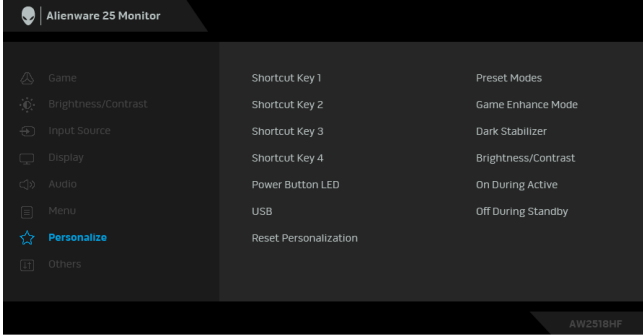 Alienware 25 Monitor
Game
Brightness/Contrast
Input Source
Display
Audio
Menu
Personalize
Others
Shortcut Key 1 Preset Modes
Shortcut Key 2 Game Enhance Mode
Shortcut Key 3 Dark Stabilizer
Shortcut Key 4 Brightness/Contrast
Power Button LED On During Active
USB Off During Standby
Reset Personalization
AW2518HF